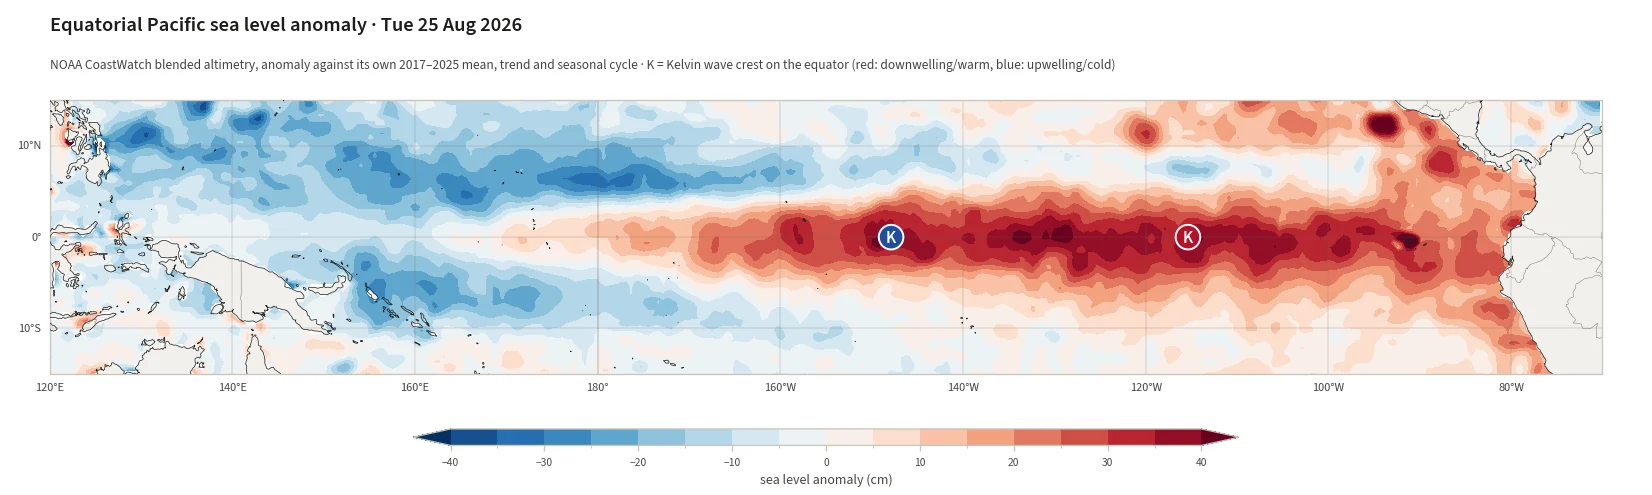 Equatorial Pacific sea level anomaly · Tue 25 Aug 2026
NOAA CoastWatch blended altimetry, anomaly against its own 2017–2025 mean, trend and seasonal cycle · K = Kelvin wave crest on the equator (red: downwelling/warm, blue: upwelling/cold)
10°N
0°
K K
10°S
120°E 140°E 160°E 180° 160°W 140°W 120°W 100°W 80°W
−40 −30 −20 −10 0 10 20 30 40
sea level anomaly (cm)